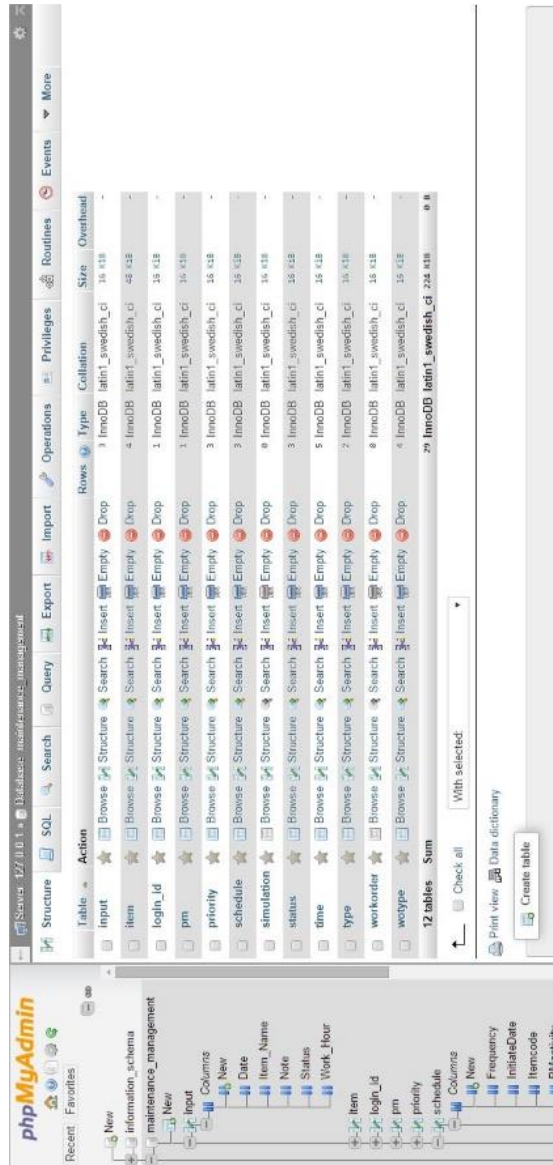 phpMyAdmin
Recent Favorites
New
information_schema
maintenance_management
New
input
Columns
New
Date
Item_Name
Note
Status
Work_Hour
item
login_id
pm
priority
schedule
Columns
New
Frequency
InitiateDate
Itemcode
Server: 127.0.0.1 » Database: maintenance_management
Structure SQL Search Query Export Import Operations Privileges Routines Events More
Table Action Rows Type Collation Size Overhead
input Browse Structure Search Insert Empty Drop 3 InnoDB latin1_swedish_ci 16 KiB -
item Browse Structure Search Insert Empty Drop 4 InnoDB latin1_swedish_ci 48 KiB -
login_id Browse Structure Search Insert Empty Drop 1 InnoDB latin1_swedish_ci 16 KiB -
pm Browse Structure Search Insert Empty Drop 1 InnoDB latin1_swedish_ci 16 KiB -
priority Browse Structure Search Insert Empty Drop 3 InnoDB latin1_swedish_ci 16 KiB -
schedule Browse Structure Search Insert Empty Drop 3 InnoDB latin1_swedish_ci 16 KiB -
simulation Browse Structure Search Insert Empty Drop 0 InnoDB latin1_swedish_ci 16 KiB -
status Browse Structure Search Insert Empty Drop 3 InnoDB latin1_swedish_ci 16 KiB -
time Browse Structure Search Insert Empty Drop 5 InnoDB latin1_swedish_ci 16 KiB -
type Browse Structure Search Insert Empty Drop 2 InnoDB latin1_swedish_ci 16 KiB -
workorder Browse Structure Search Insert Empty Drop 0 InnoDB latin1_swedish_ci 16 KiB -
wotype Browse Structure Search Insert Empty Drop 4 InnoDB latin1_swedish_ci 16 KiB -
12 tables Sum 29 InnoDB latin1_swedish_ci 224 KiB 0 B
Check all With selected:
Print view Data dictionary
Create table